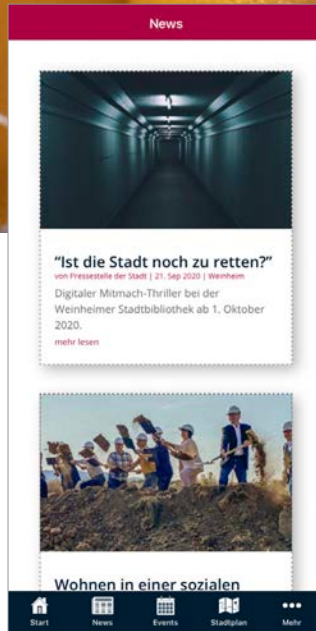 News
“Ist die Stadt noch zu retten?”
von Pressestelle der Stadt | 21. Sep 2020 | Weinheim
Digitaler Mitmach-Thriller bei der
Weinheimer Stadtbibliothek ab 1. Oktober
2020.
mehr lesen
Wohnen in einer sozialen
Start News Events Stadtplan Mehr